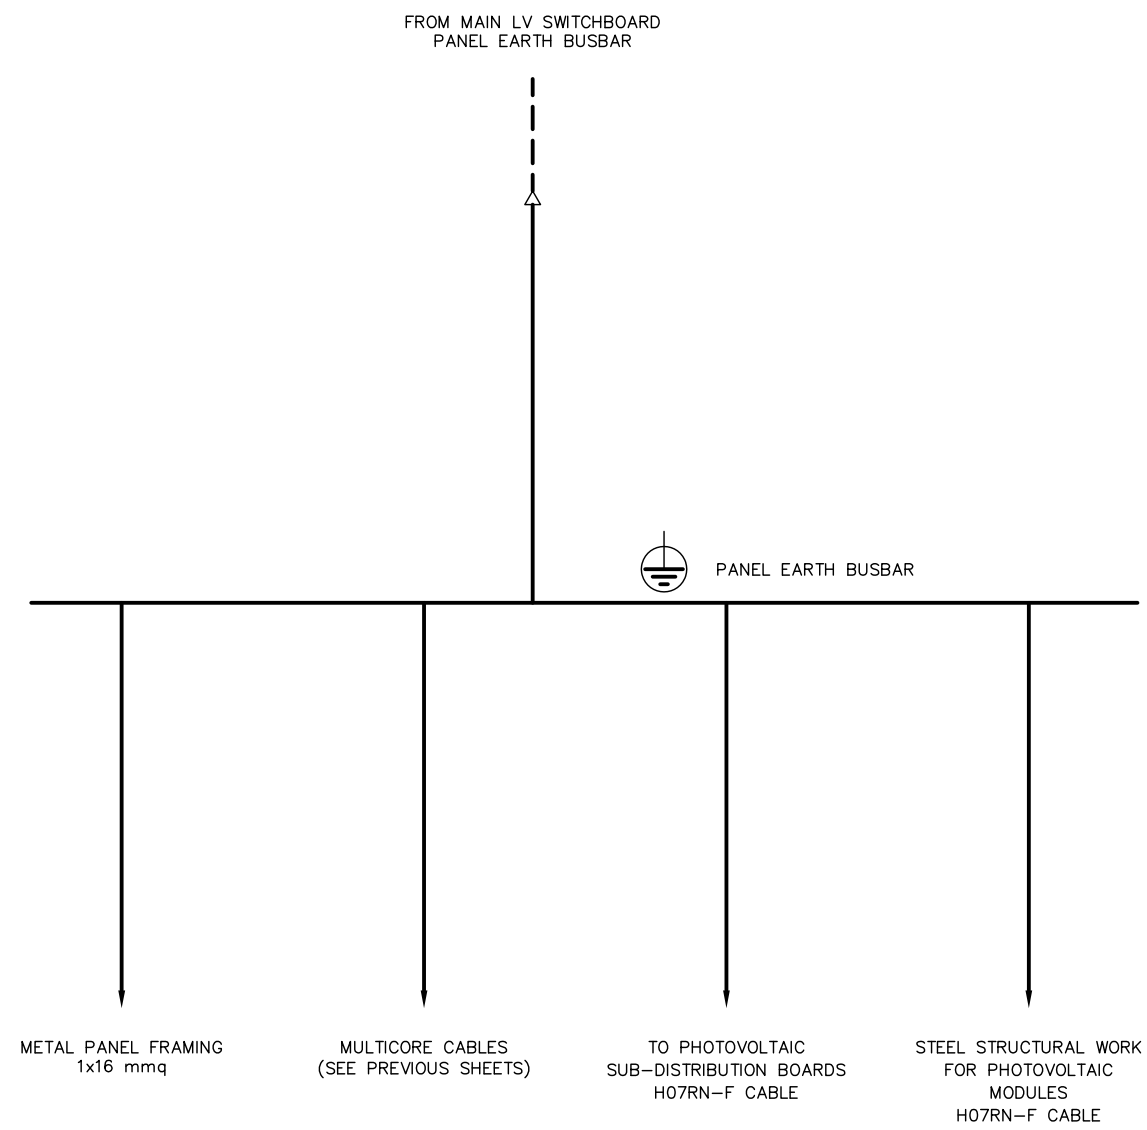 FROM MAIN LV SWITCHBOARD
PANEL EARTH BUSBAR
PANEL EARTH BUSBAR
METAL PANEL FRAMING
1x16 mmq
MULTICORE CABLES
(SEE PREVIOUS SHEETS)
TO PHOTOVOLTAIC
SUB-DISTRIBUTION BOARDS
H07RN-F CABLE
STEEL STRUCTURAL WORK
FOR PHOTOVOLTAIC
MODULES
H07RN-F CABLE